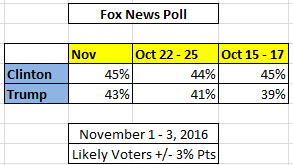 Fox News Poll
Nov Oct 22 - 25 Oct 15 - 17
Clinton 45% 44% 45%
Trump 43% 41% 39%
November 1 - 3, 2016
Likely Voters +/- 3% Pts